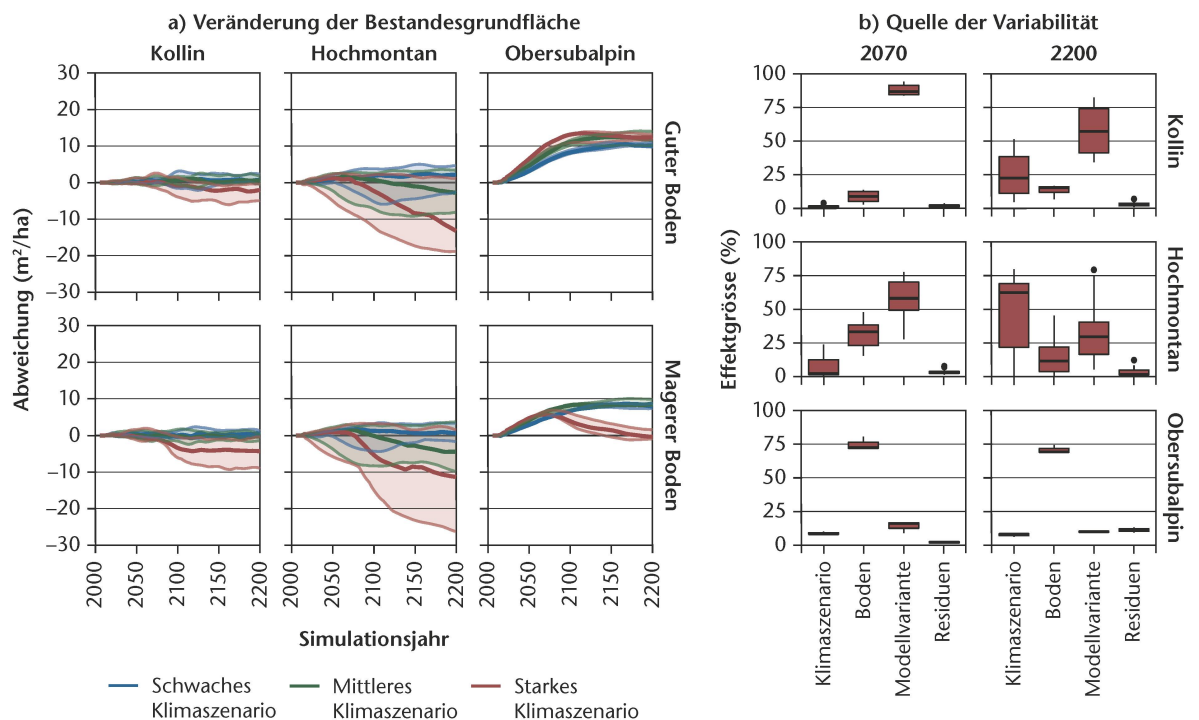 a) Veränderung der Bestandesgrundfläche
Kollin
Hochmontan
Obersubalpin
30
20
10
0
–10
–20
–30
Guter Boden
30
20
10
0
–10
–20
–30
Magerer Boden
Abweichung (m²/ha)
2000
2050
2100
2150
2200
2000
2050
2100
2150
2200
2000
2050
2100
2150
2200
Simulationsjahr
Schwaches
Klimaszenario
Mittleres
Klimaszenario
Starkes
Klimaszenario
b) Quelle der Variabilität
2070
2200
100
75
50
25
0
Kollin
100
75
50
25
0
Hochmontan
100
75
50
25
0
Obersubalpin
Effektgrösse (%)
Klimaszenario
Boden
Modellvariante
Residuen
Klimaszenario
Boden
Modellvariante
Residuen